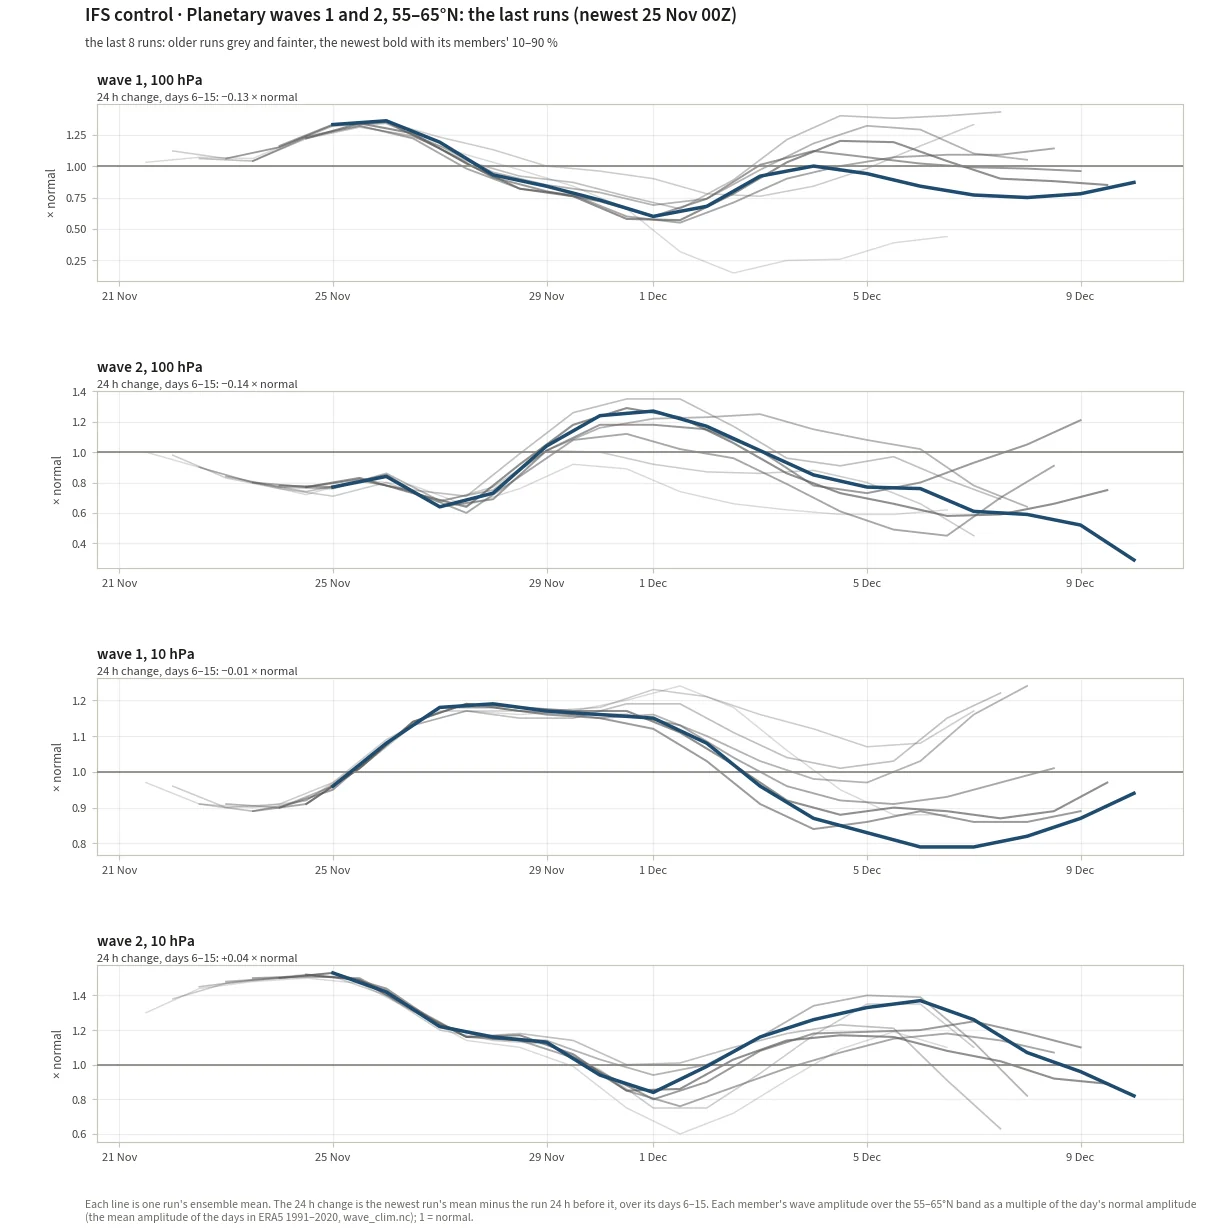 IFS control · Planetary waves 1 and 2, 55–65°N: the last runs (newest 25 Nov 00Z)
the last 8 runs: older runs grey and fainter, the newest bold with its members' 10–90 %
wave 1, 100 hPa
24 h change, days 6–15: −0.13 × normal
1.25
1.00
0.75
0.50
0.25
× normal
21 Nov 25 Nov 29 Nov 1 Dec 5 Dec 9 Dec
wave 2, 100 hPa
24 h change, days 6–15: −0.14 × normal
1.4
1.2
1.0
0.8
0.6
0.4
× normal
21 Nov 25 Nov 29 Nov 1 Dec 5 Dec 9 Dec
wave 1, 10 hPa
24 h change, days 6–15: −0.01 × normal
1.2
1.1
1.0
0.9
0.8
× normal
21 Nov 25 Nov 29 Nov 1 Dec 5 Dec 9 Dec
wave 2, 10 hPa
24 h change, days 6–15: +0.04 × normal
1.4
1.2
1.0
0.8
0.6
× normal
21 Nov 25 Nov 29 Nov 1 Dec 5 Dec 9 Dec
Each line is one run's ensemble mean. The 24 h change is the newest run's mean minus the run 24 h before it, over its days 6–15. Each member's wave amplitude over the 55–65°N band as a multiple of the day's normal amplitude
(the mean amplitude of the days in ERA5 1991–2020, wave_clim.nc); 1 = normal.